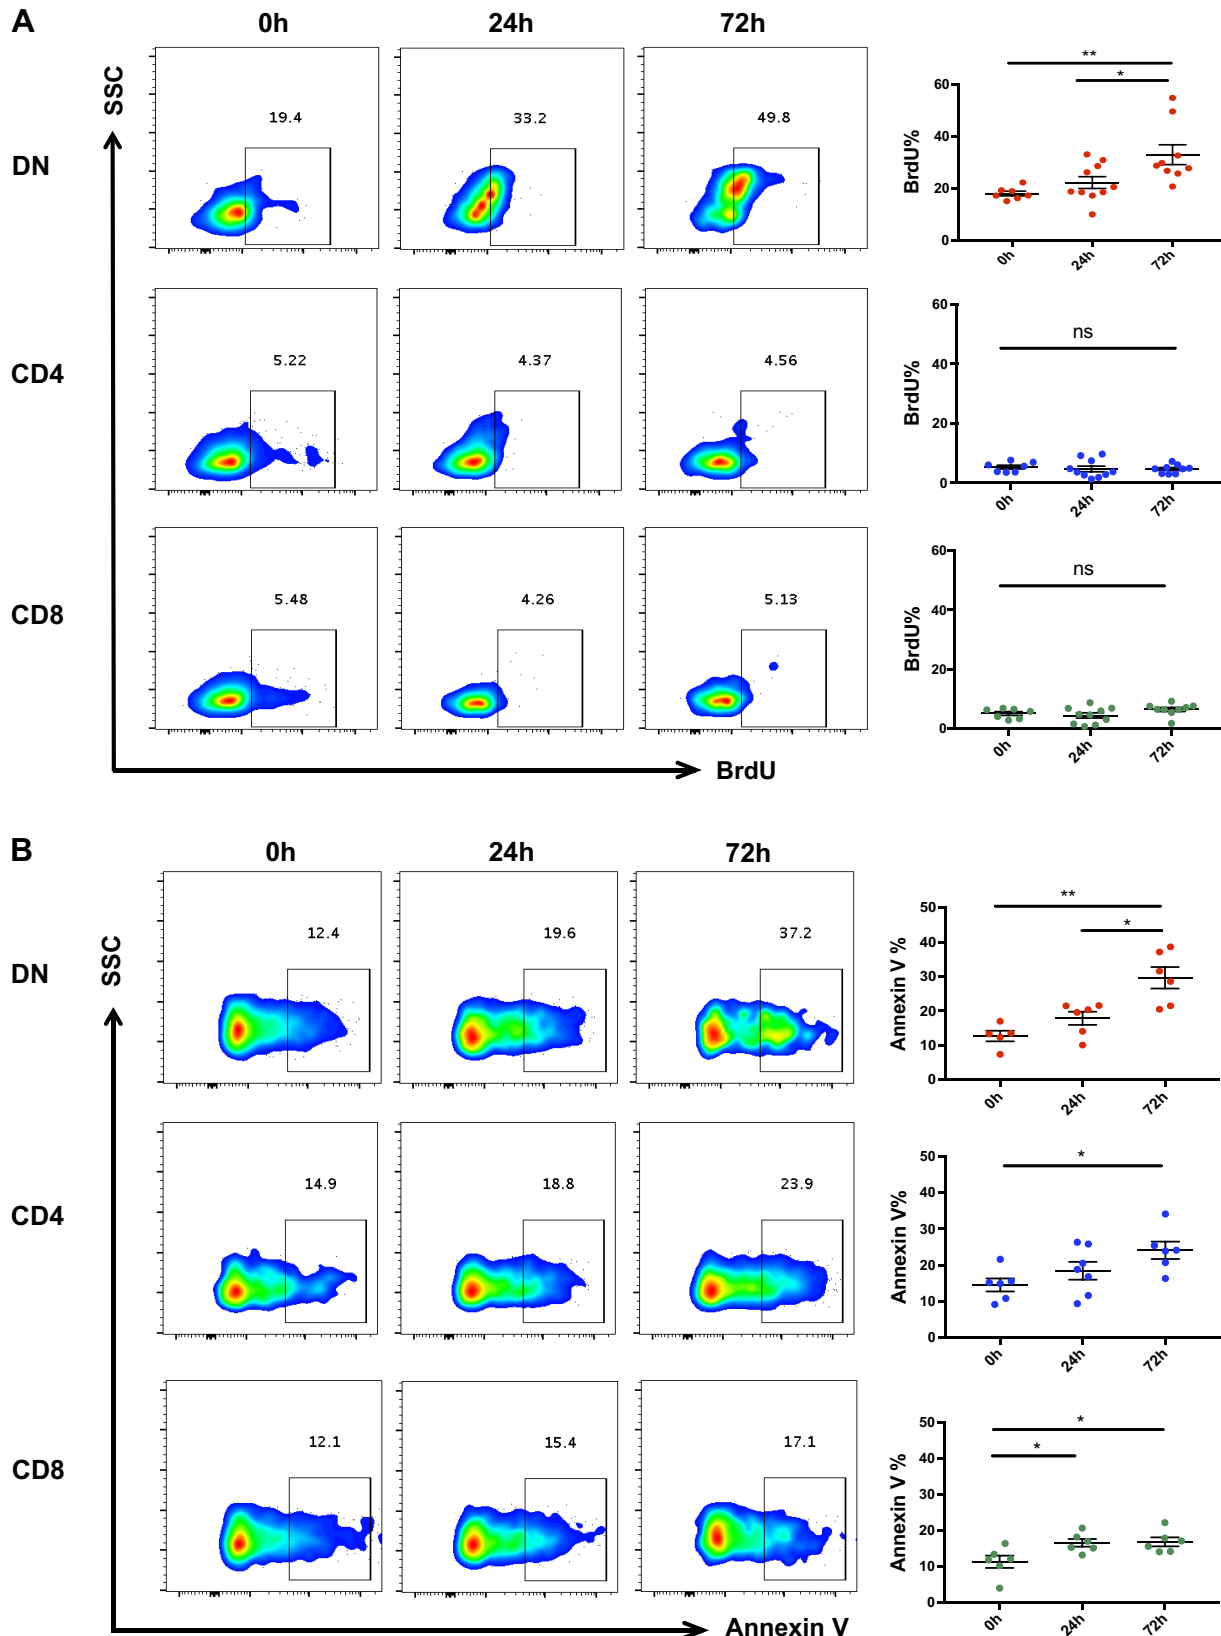 A
0h 24h 72h
SSC
DN
19.4
33.2
49.8
**
*
BrdU%
60
40
20
0
0h 24h 72h
CD4
5.22
4.37
4.56
ns
BrdU%
60
40
20
0
0h 24h 72h
CD8
5.48
4.26
5.13
ns
BrdU%
60
40
20
0
0h 24h 72h
BrdU
B
0h 24h 72h
SSC
DN
12.4
19.6
37.2
**
*
Annexin V %
50
40
30
20
10
0
0h 24h 72h
CD4
14.9
18.8
23.9
*
Annexin V%
50
40
30
20
10
0
0h 24h 72h
CD8
12.1
15.4
17.1
*
*
Annexin V %
50
40
30
20
10
0
0h 24h 72h
Annexin V